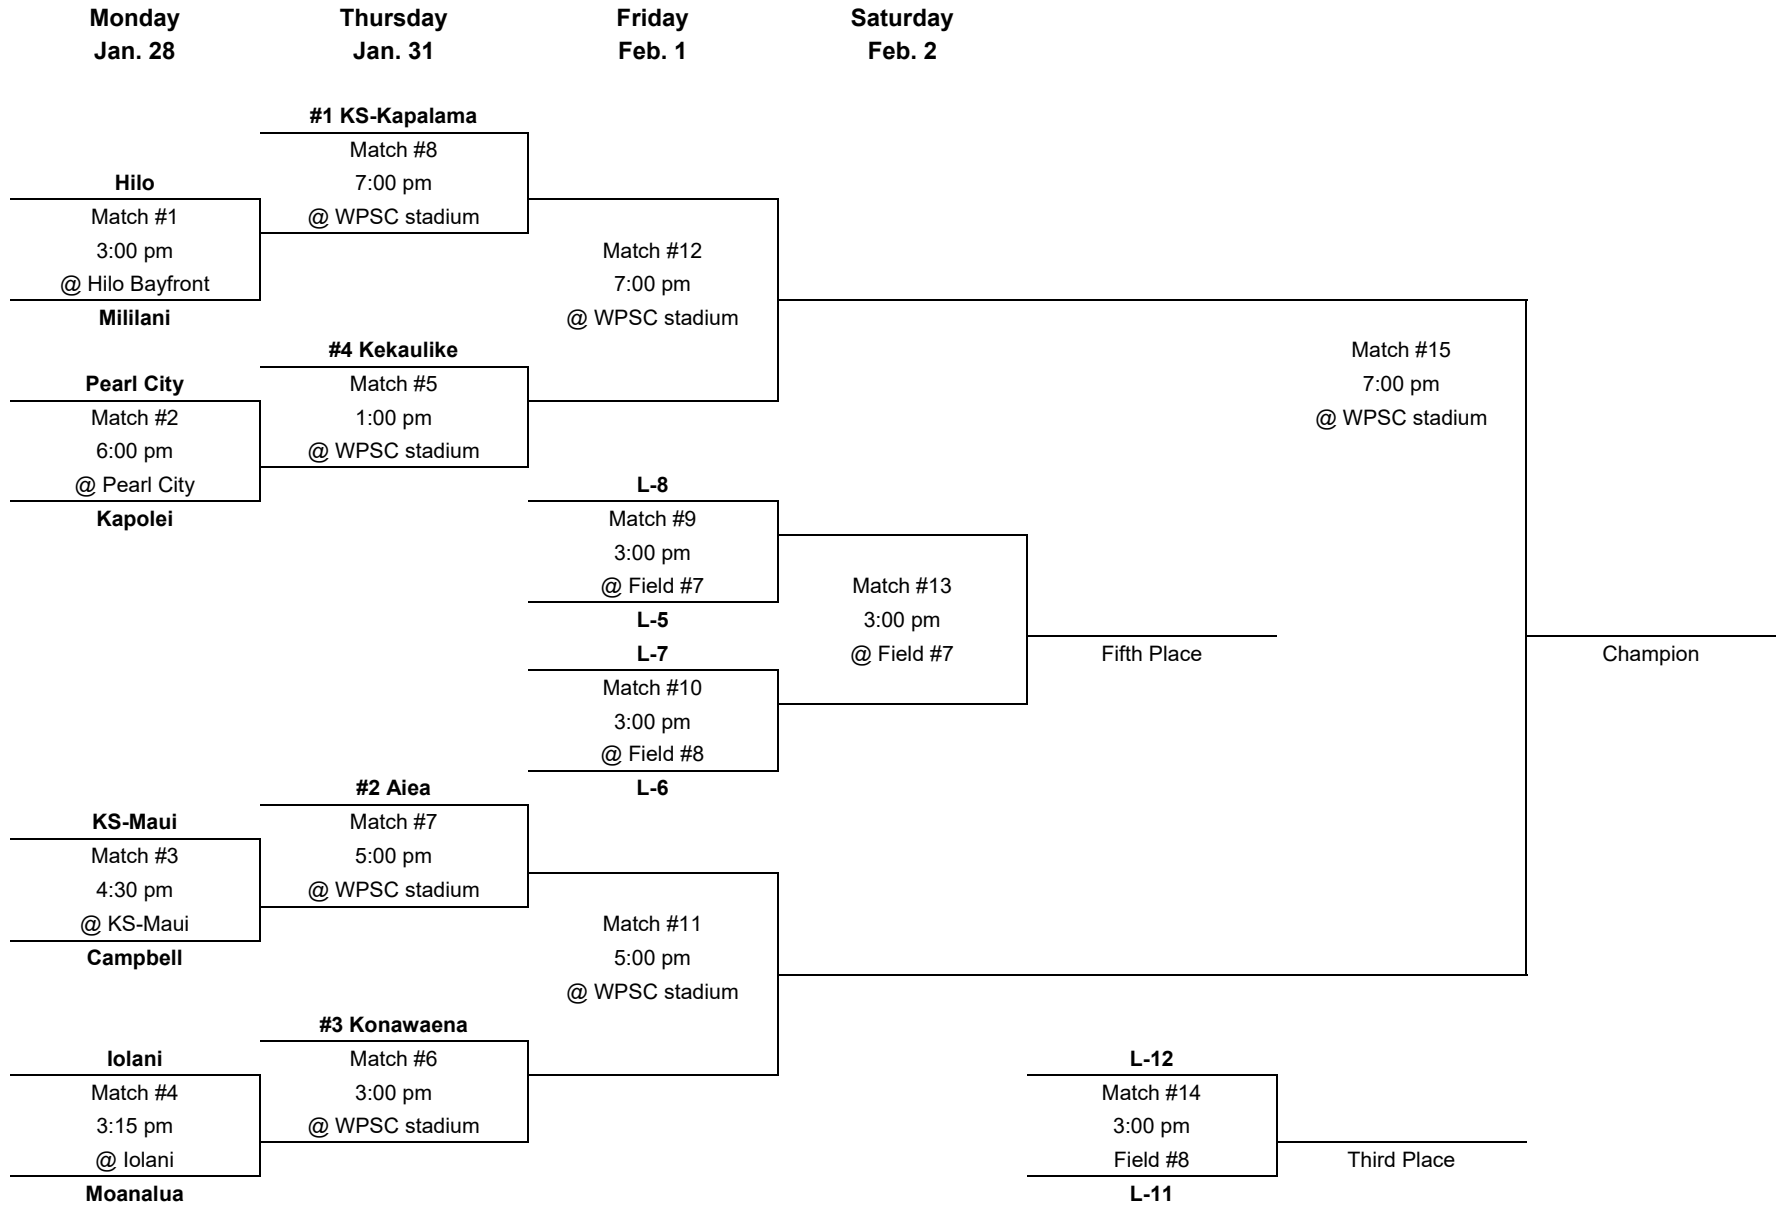 Monday
Jan. 28
Thursday
Jan. 31
Friday
Feb. 1
Saturday
Feb. 2
Hilo
Match #1
3:00 pm
@ Hilo Bayfront
Mililani
Pearl City
Match #2
6:00 pm
@ Pearl City
Kapolei
KS-Maui
Match #3
4:30 pm
@ KS-Maui
Campbell
Iolani
Match #4
3:15 pm
@ Iolani
Moanalua
#1 KS-Kapalama
Match #8
7:00 pm
@ WPSC stadium
#4 Kekaulike
Match #5
1:00 pm
@ WPSC stadium
#2 Aiea
Match #7
5:00 pm
@ WPSC stadium
#3 Konawaena
Match #6
3:00 pm
@ WPSC stadium
Match #12
7:00 pm
@ WPSC stadium
L-8
Match #9
3:00 pm
@ Field #7
L-5
L-7
Match #10
3:00 pm
@ Field #8
L-6
Match #11
5:00 pm
@ WPSC stadium
Match #13
3:00 pm
@ Field #7
Fifth Place
L-12
Match #14
3:00 pm
Field #8
L-11
Match #15
7:00 pm
@ WPSC stadium
Third Place
Champion